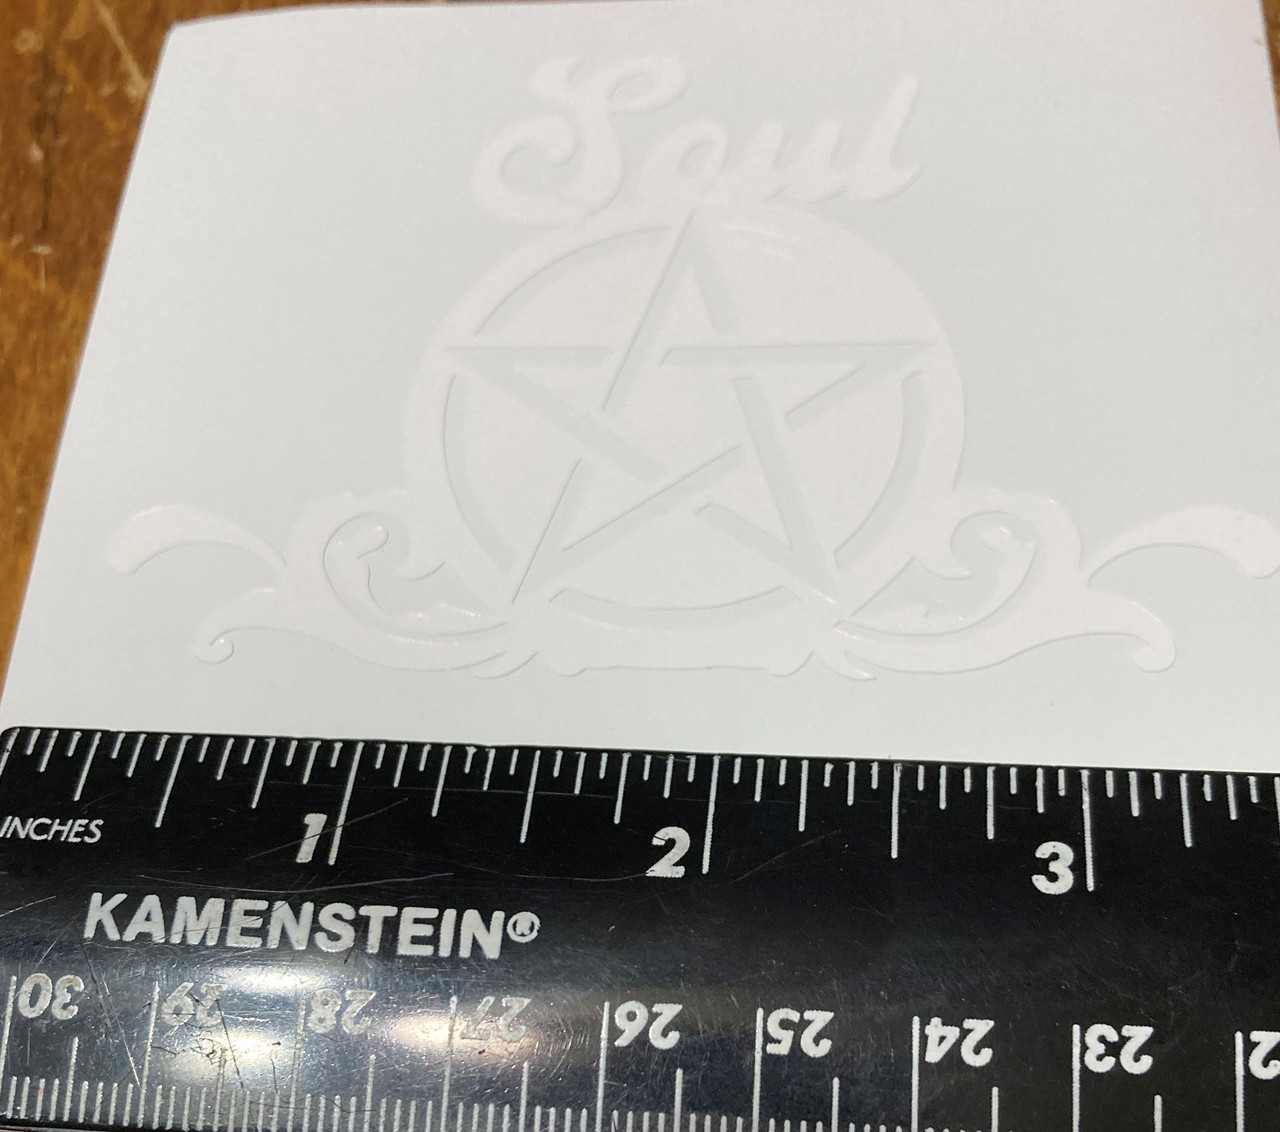 Soul
1 2 3
INCHES
KAMENSTEIN®
30 29 28 27 26 25 24 23